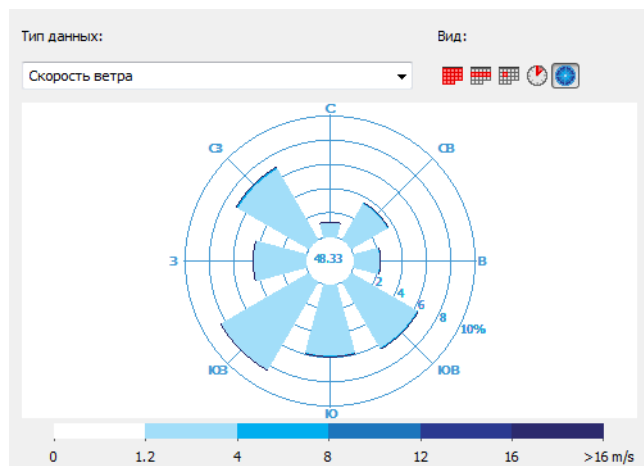 Тип данных:
Вид:
Скорость ветра
С
СЗ
СВ
З
48.33
В
2
4
6
8
10%
ЮЗ
ЮВ
Ю
0
1.2
4
8
12
16
>16 m/s